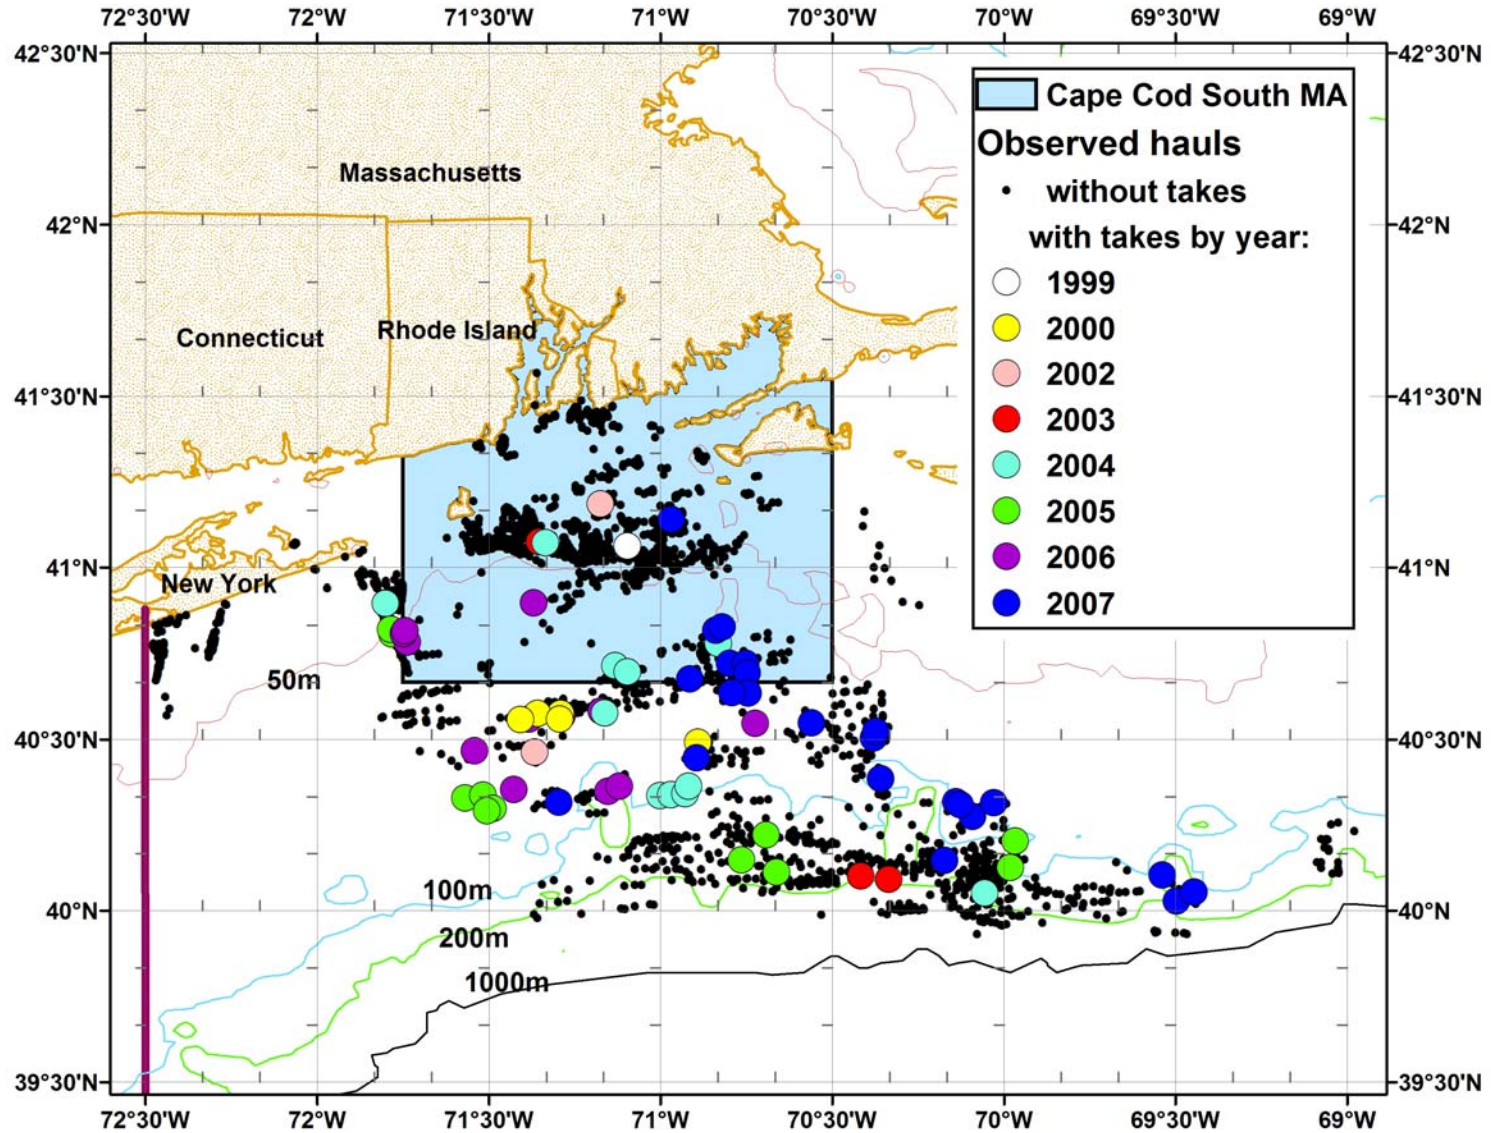 72°30'W 72°W 71°30'W 71°W 70°30'W 70°W 69°30'W 69°W
42°30'N 42°30'N
Cape Cod South MA
Observed hauls
Massachusetts
without takes
42°N 42°N
with takes by year:
1999
2000
Connecticut Rhode Island
2002
41°30'N 41°30'N
2003
2004
2005
2006
41°N 41°N
New York
2007
50m
40°30'N 40°30'N
100m
40°N 40°N
200m
1000m
39°30'N 39°30'N
72°30'W 72°W 71°30'W 71°W 70°30'W 70°W 69°30'W 69°W